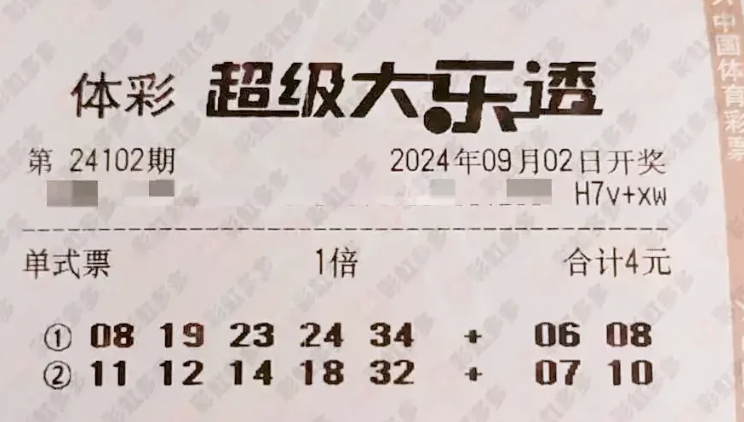 体彩 超级大乐透
第 24102期 2024年09月02日开奖
H7v+xw
单式票 1倍 合计4元
① 08 19 23 24 34 + 06 08
② 11 12 14 18 32 + 07 10
中国体育彩票
彩虹多多